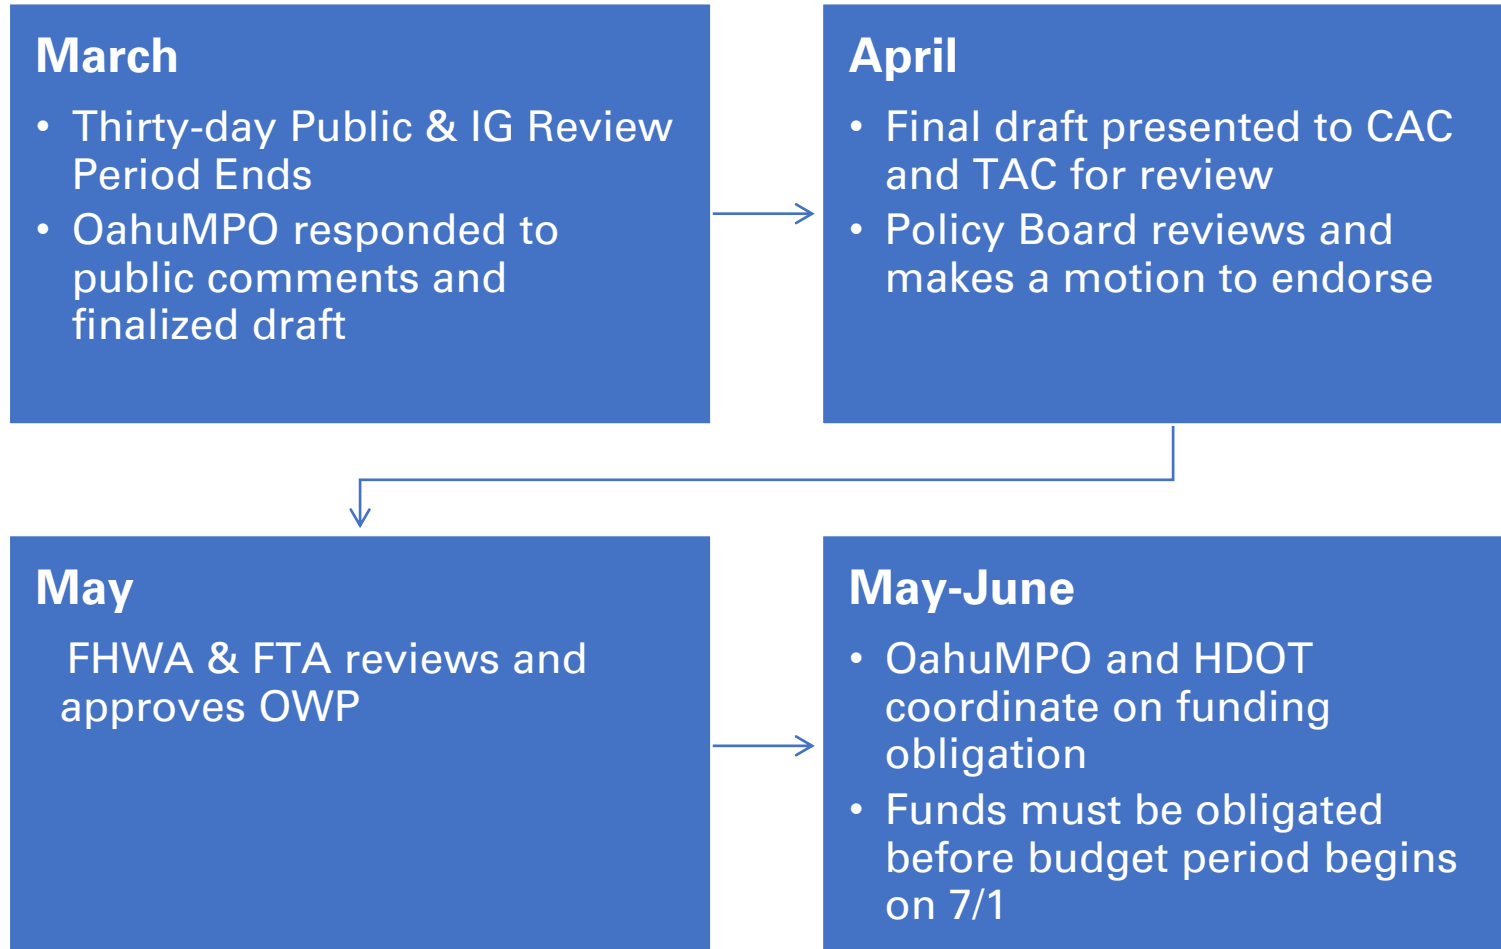 March
• Thirty-day Public & IG Review
Period Ends
• OahuMPO responded to
public comments and
finalized draft
April
• Final draft presented to CAC
and TAC for review
• Policy Board reviews and
makes a motion to endorse
May
FHWA & FTA reviews and
approves OWP
May-June
• OahuMPO and HDOT
coordinate on funding
obligation
• Funds must be obligated
before budget period begins
on 7/1